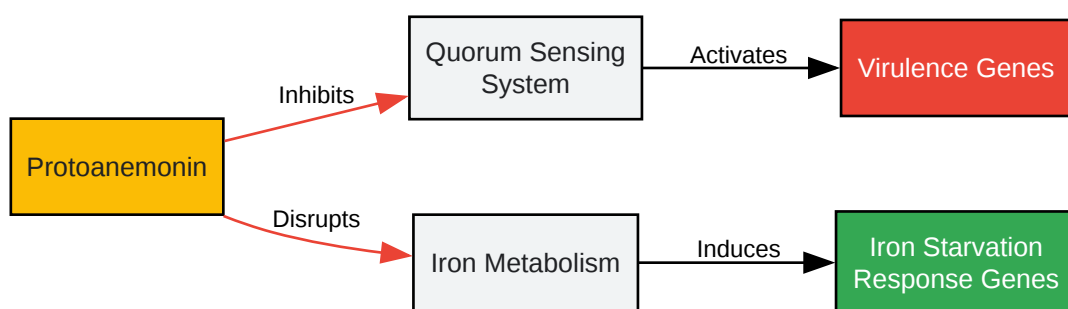 Protoanemonin
Inhibits
Quorum Sensing
System
Activates
Virulence Genes
Disrupts
Iron Metabolism
Induces
Iron Starvation
Response Genes